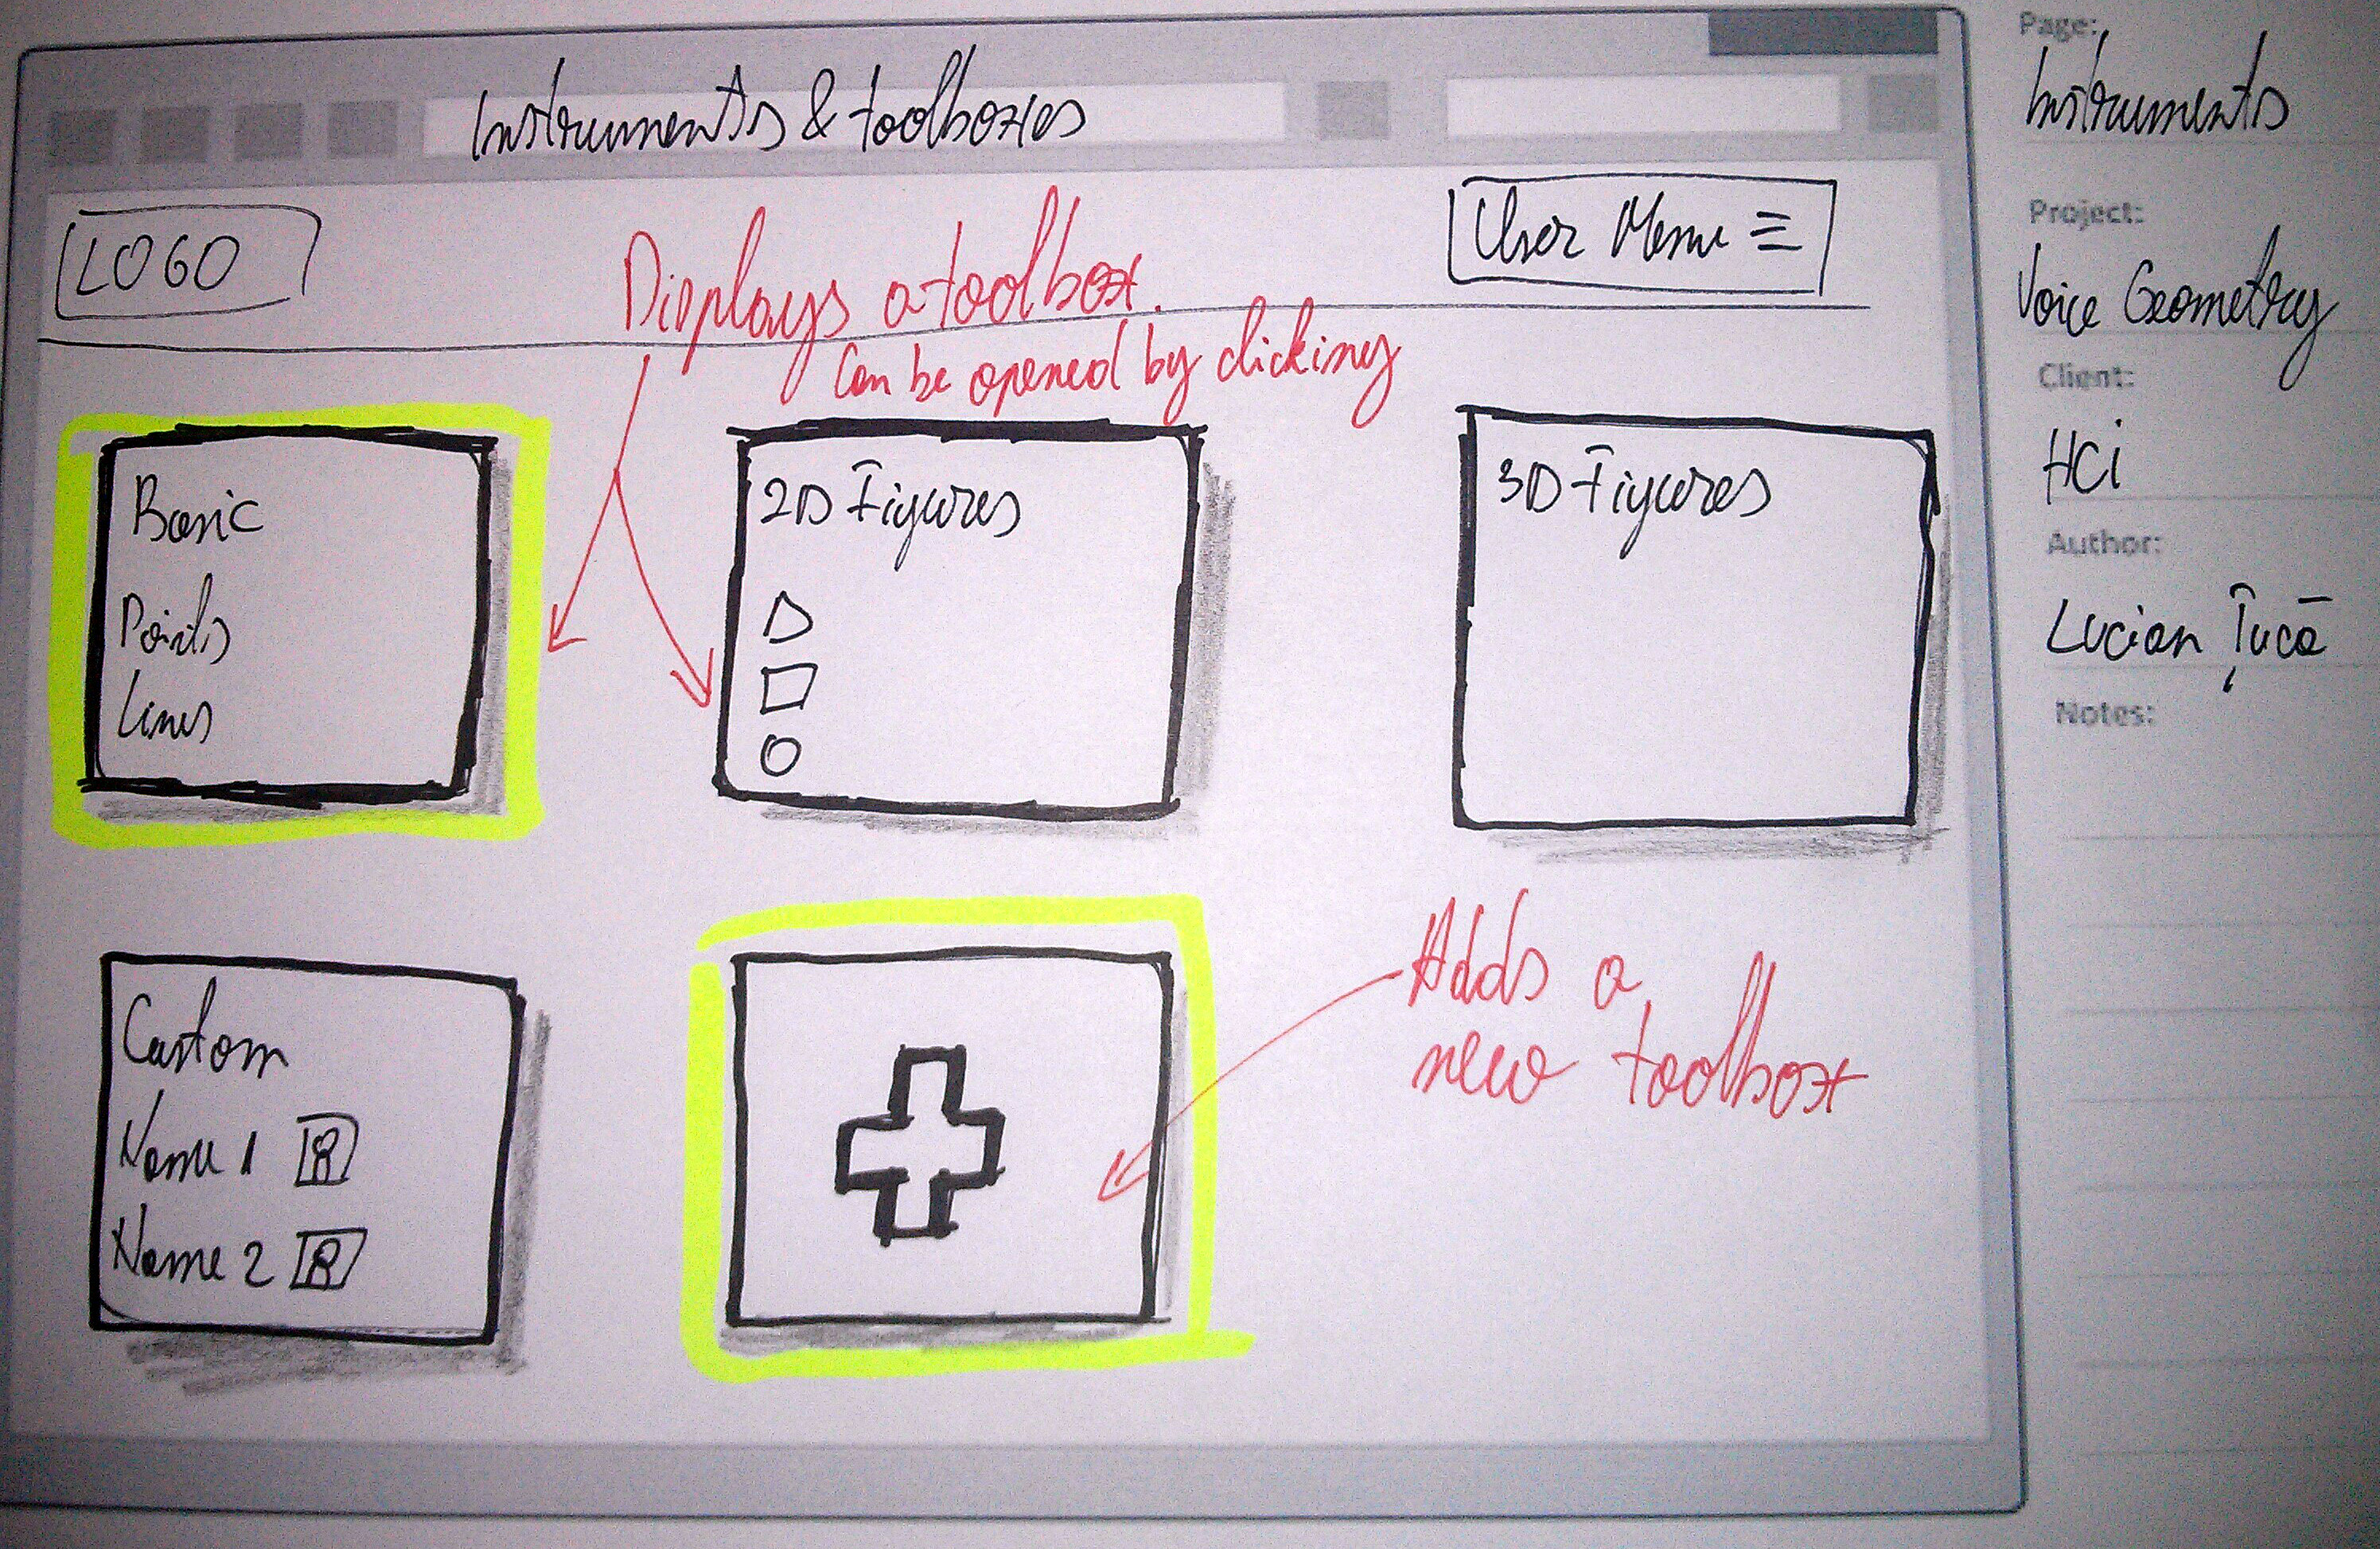 Instruments & toolboxes
LOGO
User Menu
Displays a toolbox.
Can be opened by clicking
Basic
Points
Lines
2D Figures
3D Figures
Custom
Name 1
Name 2
Adds a
new toolbox
Page:
Instruments
Project:
Voice Geometry
Client:
HCi
Author:
Lucian Țucă
Notes: